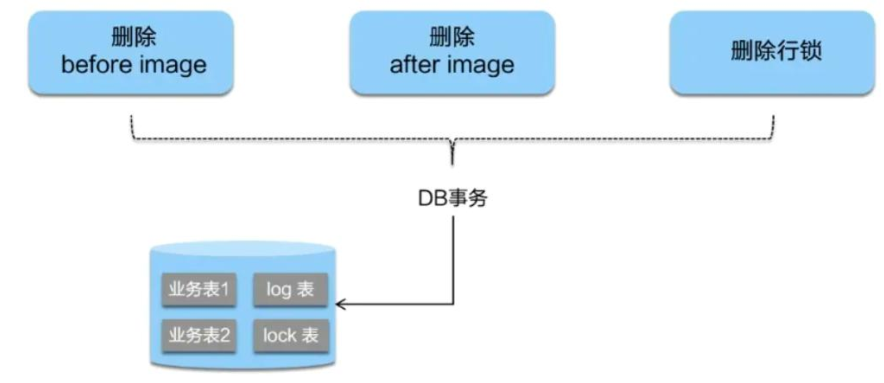 删除
before image
删除
after image
删除行锁
DB事务
业务表1
log 表
业务表2
lock 表